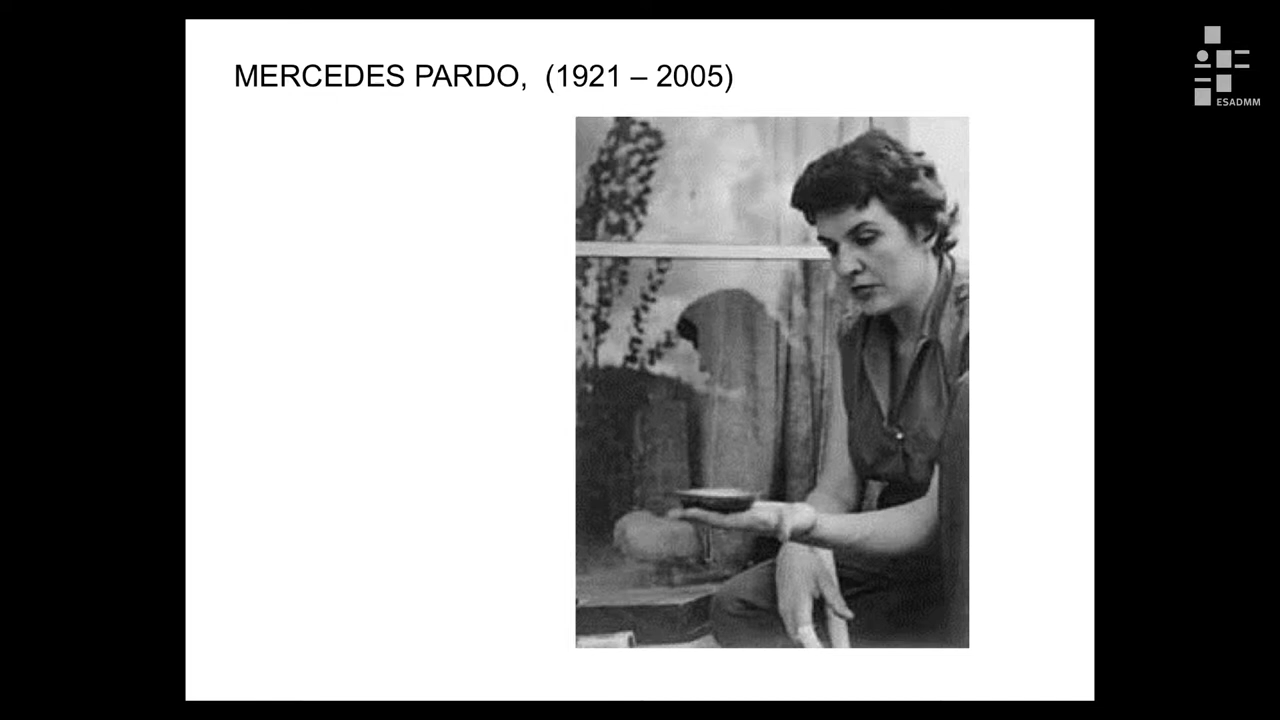 MERCEDES PARDO,  (1921 – 2005)
ESADMM